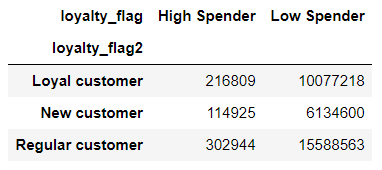 loyalty_flag High Spender Low Spender
loyalty_flag2
Loyal customer 216809 10077218
New customer 114925 6134600
Regular customer 302944 15588563